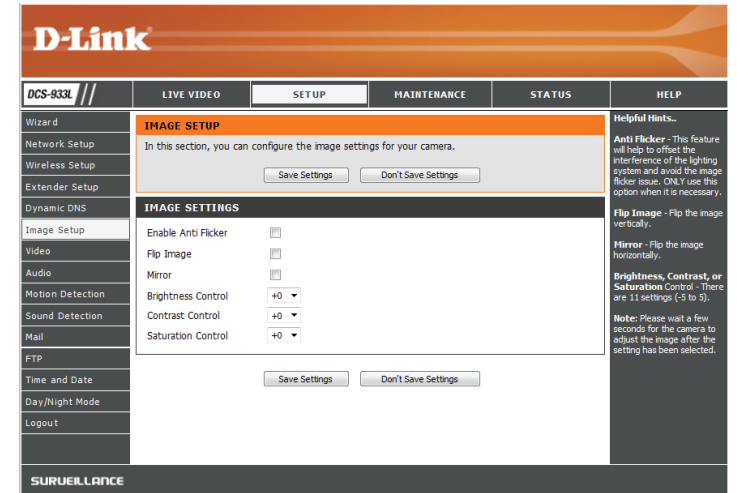 D-Link
DCS-933L
LIVE VIDEO
SETUP
MAINTENANCE
STATUS
HELP
Wizard
Network Setup
Wireless Setup
Extender Setup
Dynamic DNS
Image Setup
Video
Audio
Motion Detection
Sound Detection
Mail
FTP
Time and Date
Day/Night Mode
Logout
IMAGE SETUP
In this section, you can configure the image settings for your camera.
Save Settings
Don't Save Settings
IMAGE SETTINGS
Enable Anti Flicker
Flip Image
Mirror
Brightness Control +0
Contrast Control +0
Saturation Control +0
Save Settings
Don't Save Settings
Helpful Hints..
Anti Flicker - This feature
will help to offset the
interference of the lighting
system and avoid the image
flicker issue. ONLY use this
option when it is necessary.
Flip Image - Flip the image
vertically.
Mirror - Flip the image
horizontally.
Brightness, Contrast, or
Saturation Control - There
are 11 settings (-5 to 5).
Note: Please wait a few
seconds for the camera to
adjust the image after the
setting has been selected.
SURVEILLANCE